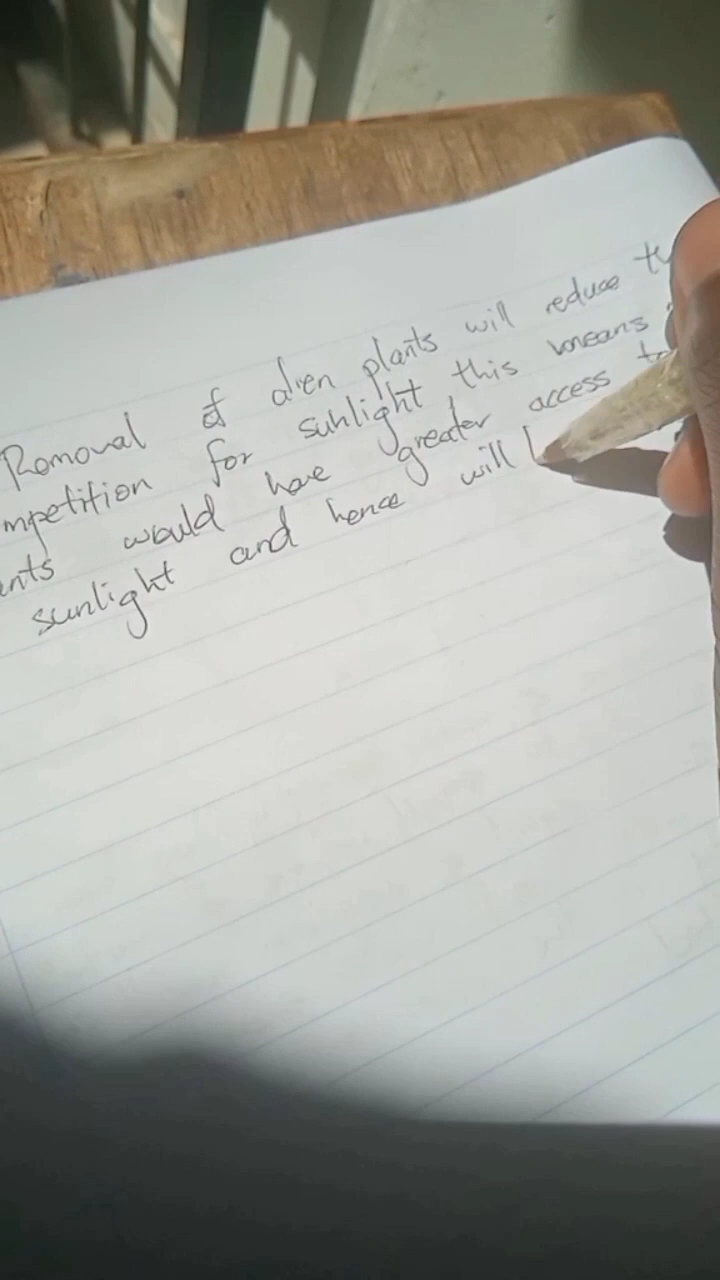 Removal of alien plants will reduce
mpetition for sunlight, this means
ents would have greater access to
sunlight and hence will